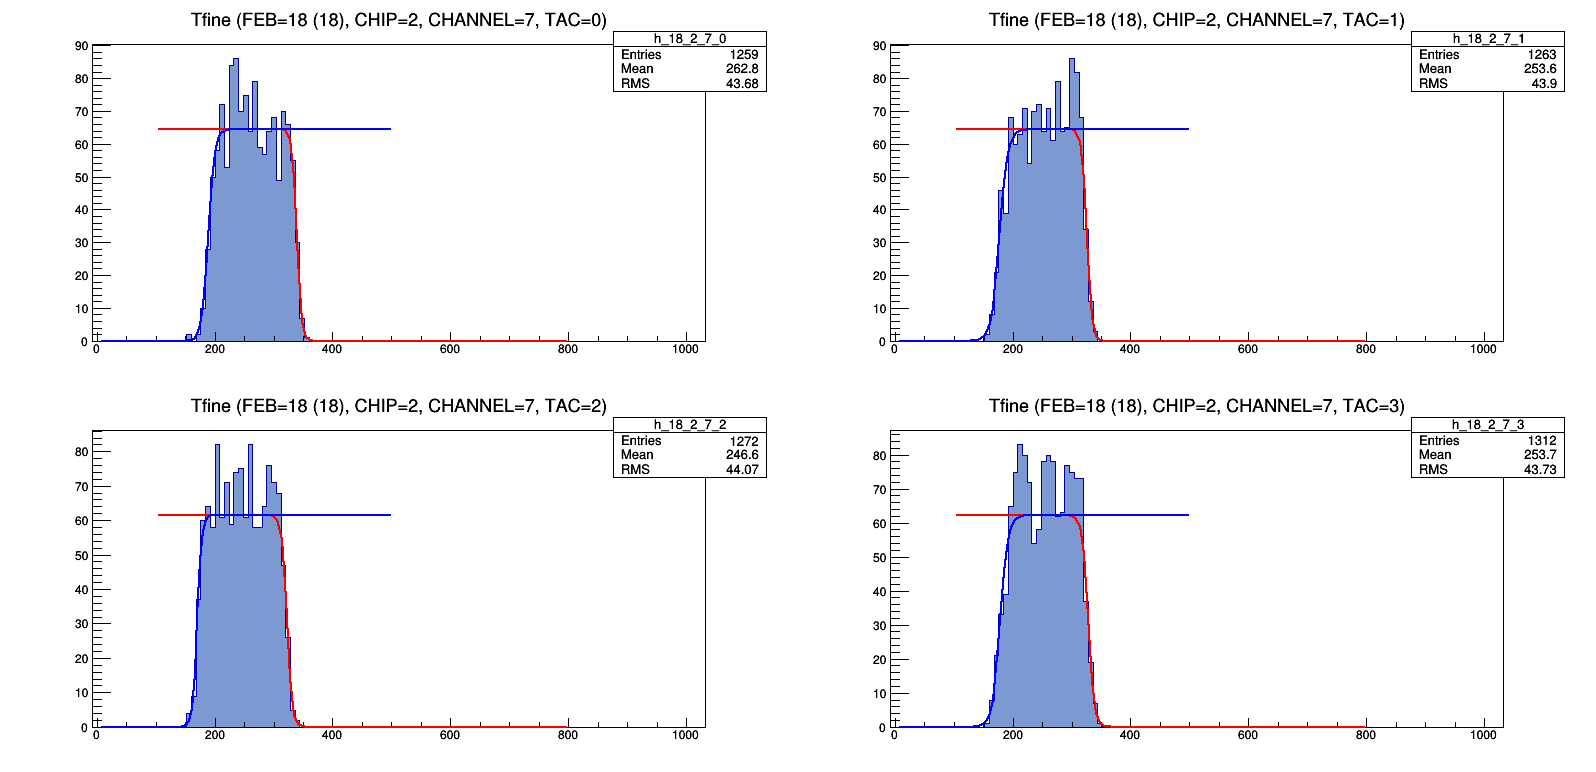 Tfine (FEB=18 (18), CHIP=2, CHANNEL=7, TAC=0)
h_18_2_7_0
Entries 1259
Mean 262.8
RMS 43.68
90
80
70
60
50
40
30
20
10
0
0 200 400 600 800 1000
Tfine (FEB=18 (18), CHIP=2, CHANNEL=7, TAC=1)
h_18_2_7_1
Entries 1263
Mean 253.6
RMS 43.9
90
80
70
60
50
40
30
20
10
0
0 200 400 600 800 1000
Tfine (FEB=18 (18), CHIP=2, CHANNEL=7, TAC=2)
h_18_2_7_2
Entries 1272
Mean 246.6
RMS 44.07
80
70
60
50
40
30
20
10
0
0 200 400 600 800 1000
Tfine (FEB=18 (18), CHIP=2, CHANNEL=7, TAC=3)
h_18_2_7_3
Entries 1312
Mean 253.7
RMS 43.73
80
70
60
50
40
30
20
10
0
0 200 400 600 800 1000